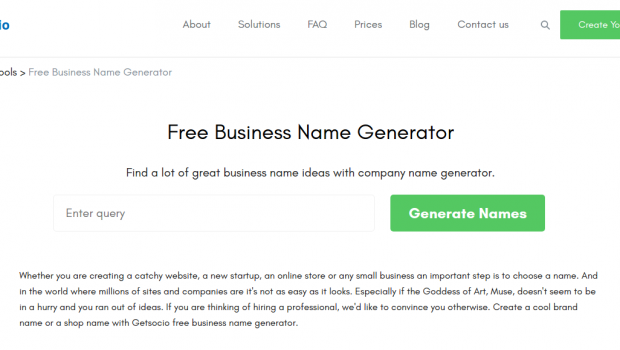 io
About Solutions FAQ Prices Blog Contact us Create Yo
ools > Free Business Name Generator
Free Business Name Generator
Find a lot of great business name ideas with company name generator.
Enter query
Generate Names
Whether you are creating a catchy website, a new startup, an online store or any small business an important step is to choose a name. And
in the world where millions of sites and companies are it's not as easy as it looks. Especially if the Goddess of Art, Muse, doesn't seem to be
in a hurry and you ran out of ideas. If you are thinking of hiring a professional, we'd like to convince you otherwise. Create a cool brand
name or a shop name with Getsocio free business name generator.